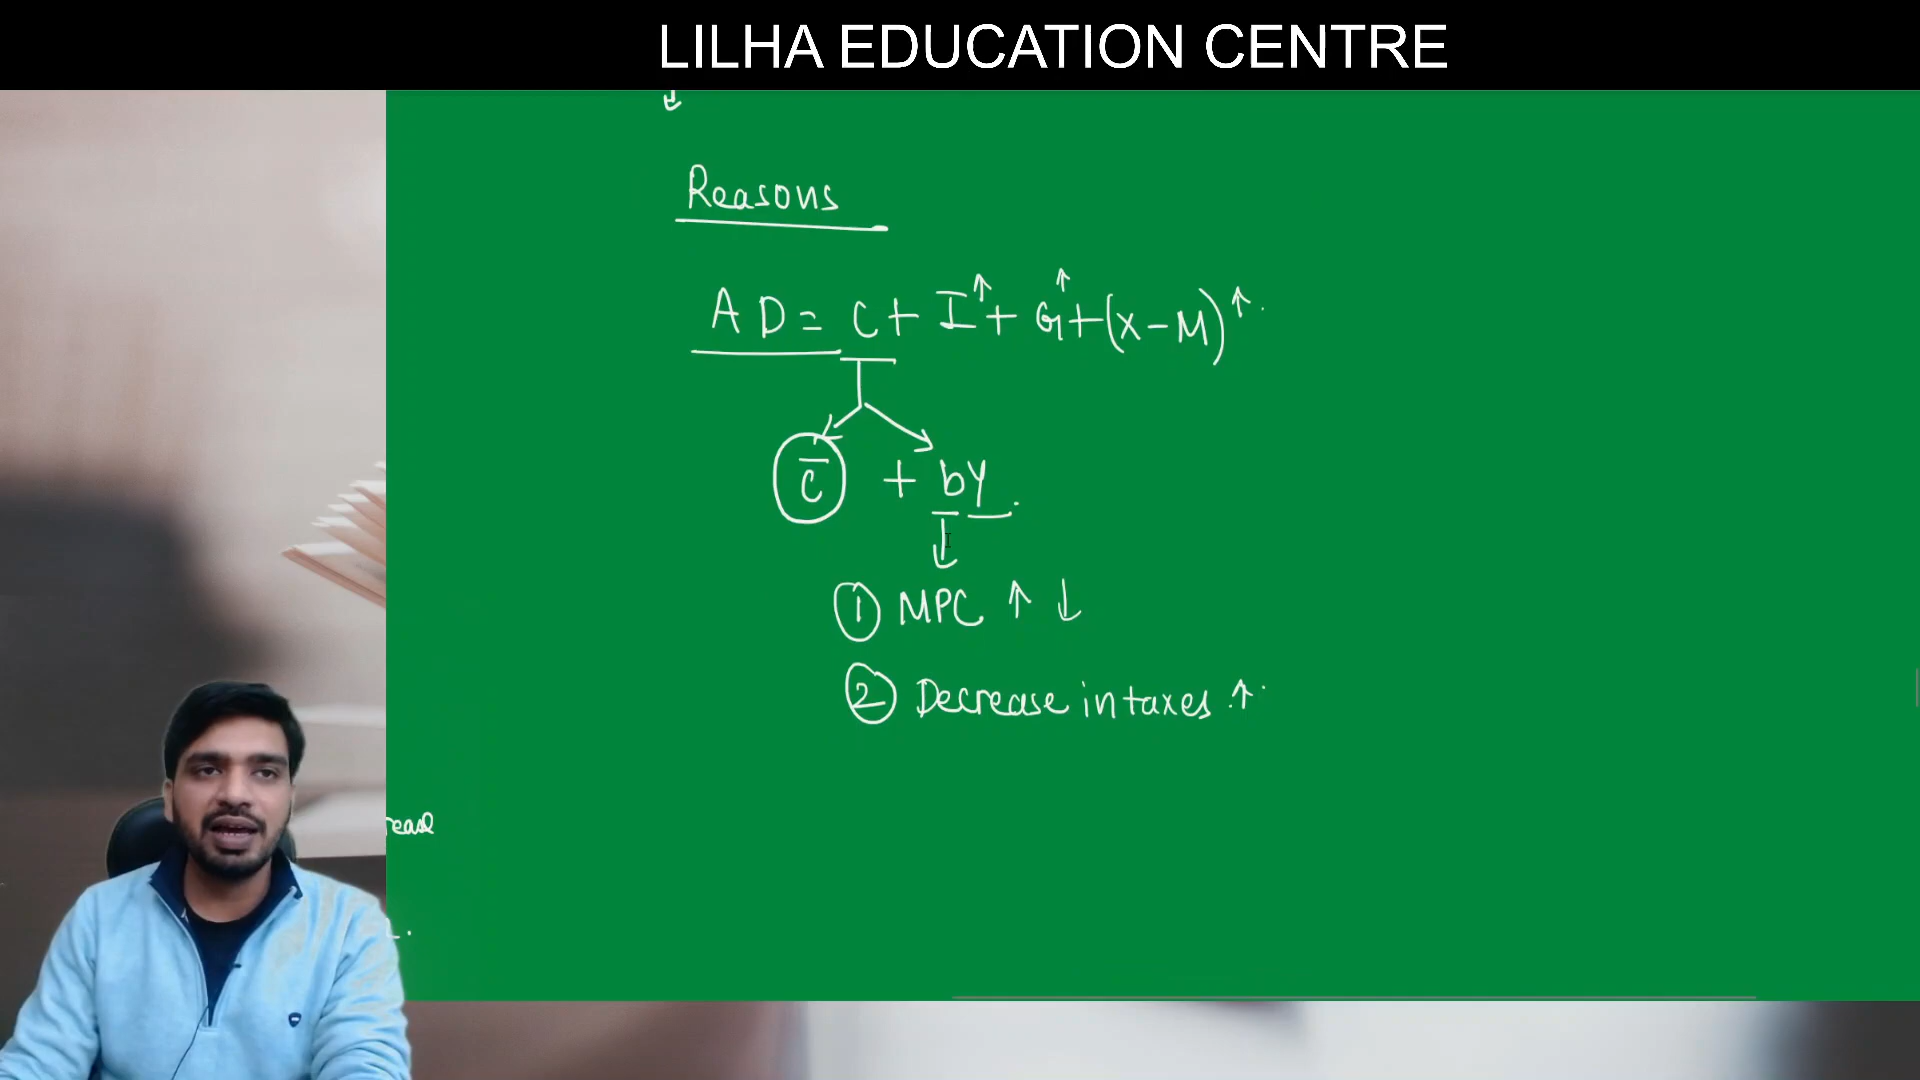 LILHA EDUCATION CENTRE
Reasons
AD = C + I↑ + G↑ + (X-M)↑.
C̅ + bY.
↓
① MPC ↑ ↓
② Decrease in taxes ↑.